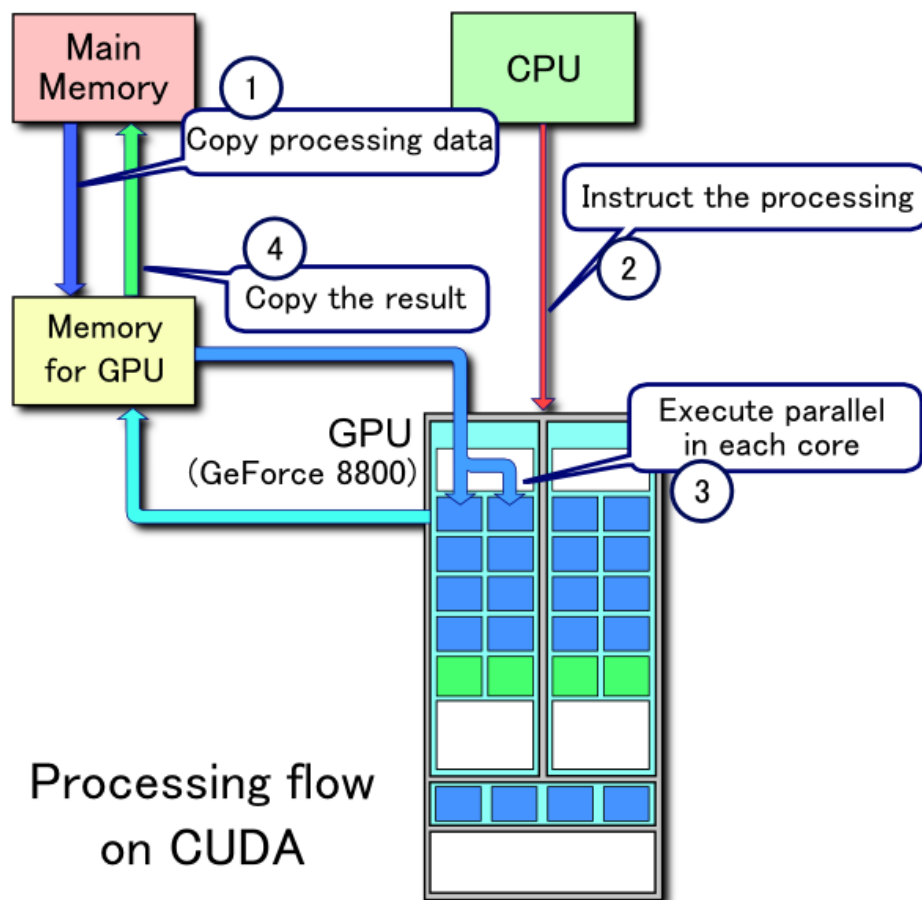 Main
Memory
CPU
1
Copy processing data
Instruct the processing
2
4
Copy the result
Memory
for GPU
GPU
(GeForce 8800)
Execute parallel
in each core
3
Processing flow
on CUDA